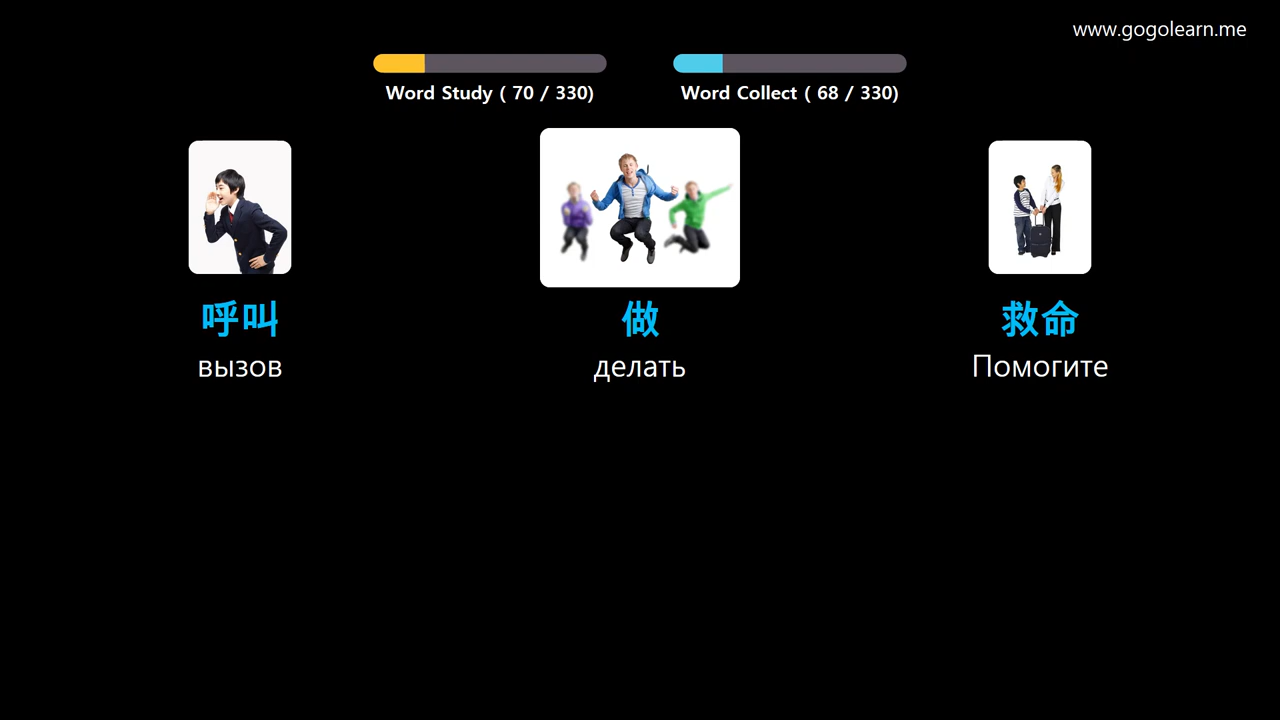 www.gogolearn.me
Word Study ( 70 / 330)
Word Collect ( 68 / 330)
呼叫
做
救命
вызов
делать
Помогите